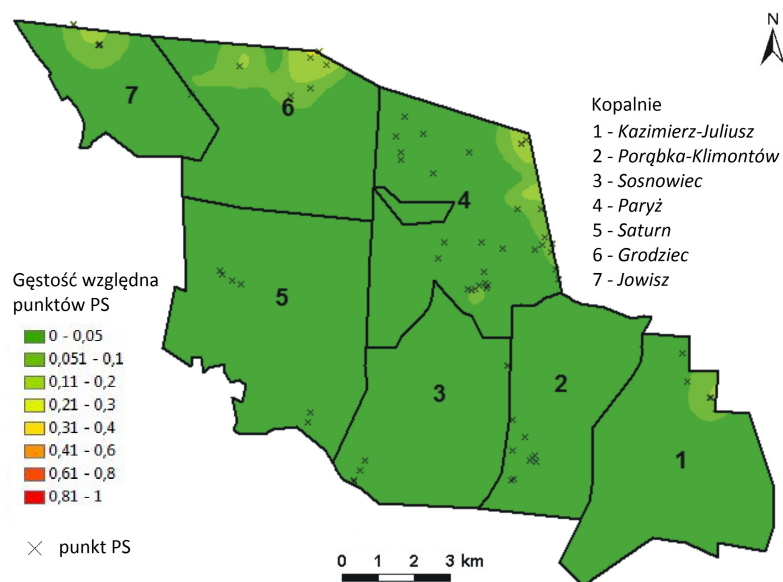 N
7
6
4
5
3
2
1
Kopalnie
1 - Kazimierz-Juliusz
2 - Porąbka-Klimontów
3 - Sosnowiec
4 - Paryż
5 - Saturn
6 - Grodziec
7 - Jowisz
Gęstość względna
punktów PS
0 - 0,05
0,051 - 0,1
0,11 - 0,2
0,21 - 0,3
0,31 - 0,4
0,41 - 0,6
0,61 - 0,8
0,81 - 1
punkt PS
0 1 2 3 km